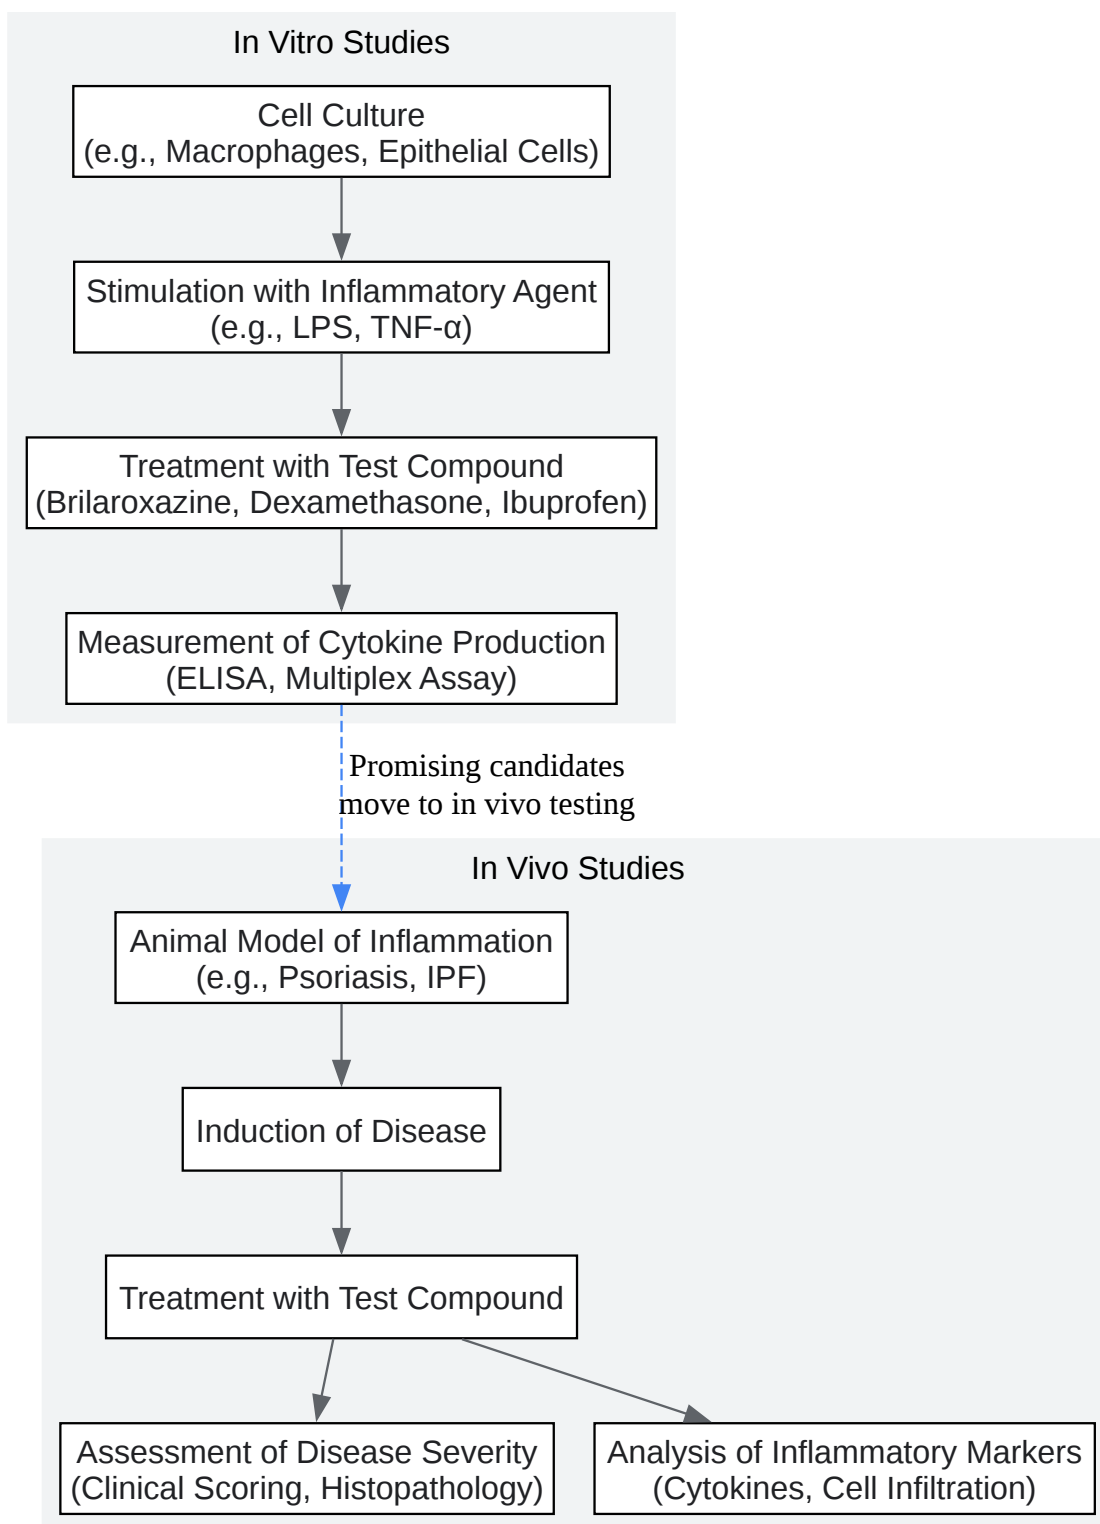 In Vitro Studies
Cell Culture
(e.g., Macrophages, Epithelial Cells)
Stimulation with Inflammatory Agent
(e.g., LPS, TNF-α)
Treatment with Test Compound
(Brilaroxazine, Dexamethasone, Ibuprofen)
Measurement of Cytokine Production
(ELISA, Multiplex Assay)
Promising candidates
move to in vivo testing
In Vivo Studies
Animal Model of Inflammation
(e.g., Psoriasis, IPF)
Induction of Disease
Treatment with Test Compound
Assessment of Disease Severity
(Clinical Scoring, Histopathology)
Analysis of Inflammatory Markers
(Cytokines, Cell Infiltration)